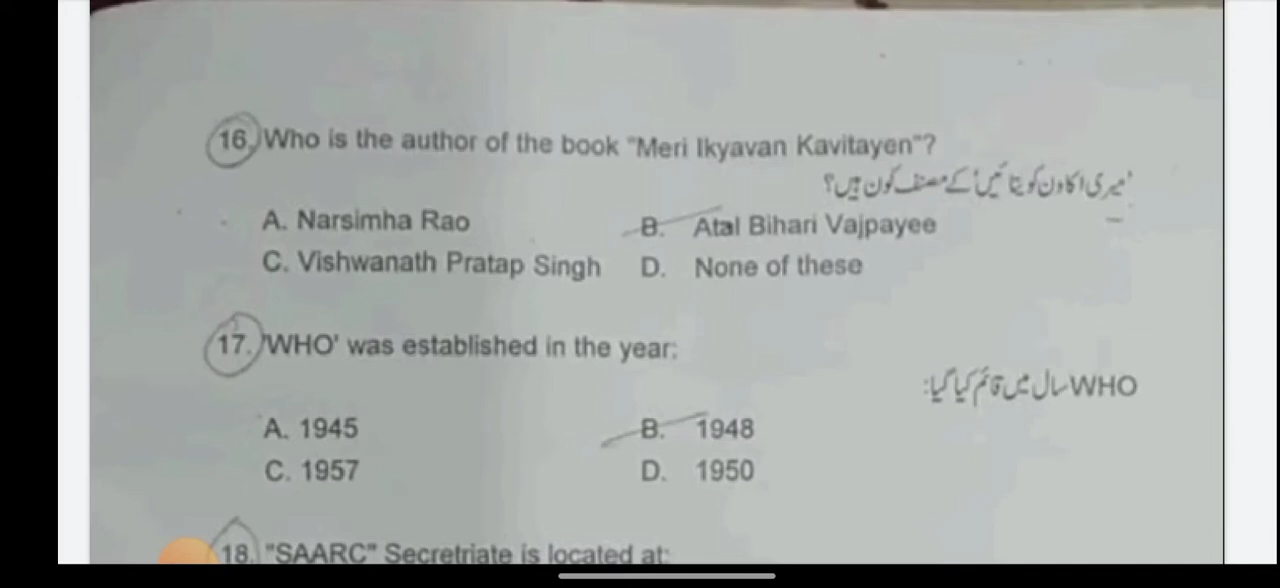 16. Who is the author of the book "Meri Ikyavan Kavitayen"?
'میری اکاون کویتائیں' کے مصنف کون ہیں؟
A. Narsimha Rao B. Atal Bihari Vajpayee
C. Vishwanath Pratap Singh D. None of these
17. 'WHO' was established in the year:
WHO سال میں قائم کیا گیا:
A. 1945 B. 1948
C. 1957 D. 1950
18. "SAARC" Secretriate is located at: